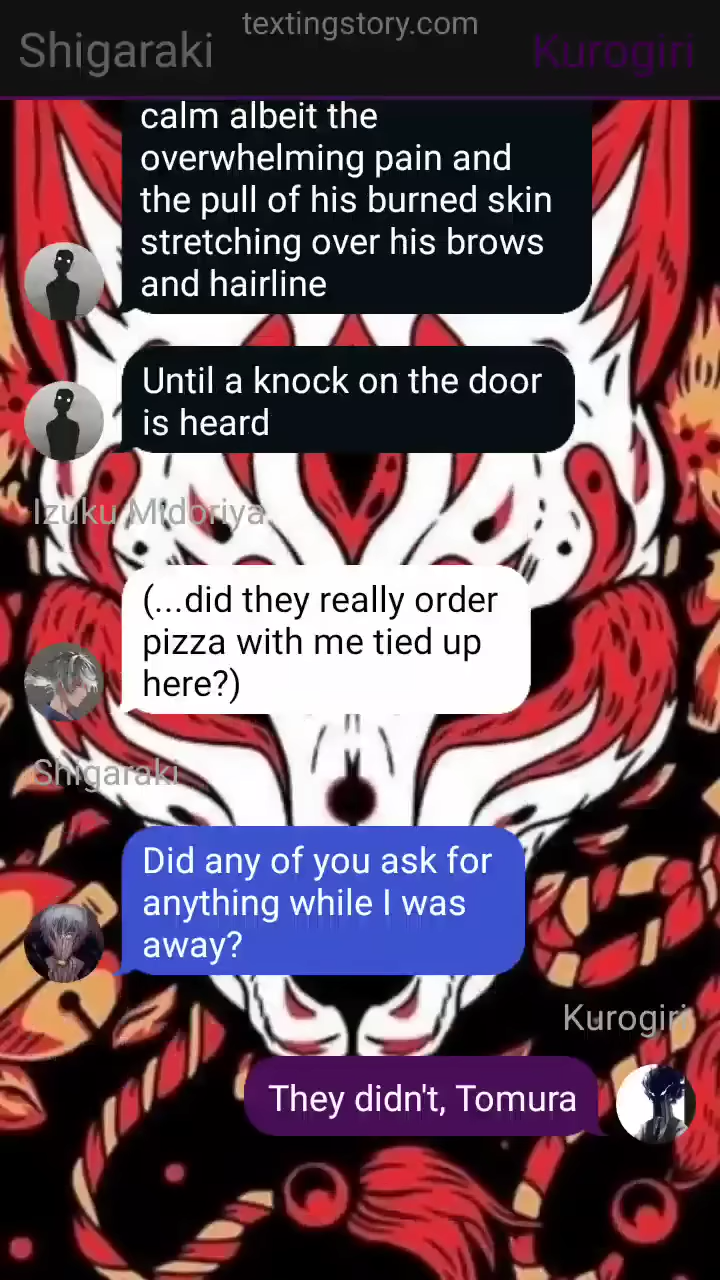 textingstory.com
Shigaraki
Kurogiri
calm albeit the
overwhelming pain and
the pull of his burned skin
stretching over his brows
and hairline
Until a knock on the door
is heard
Izuku Midoriya
(...did they really order
pizza with me tied up
here?)
Shigaraki
Did any of you ask for
anything while I was
away?
Kurogiri
They didn't, Tomura